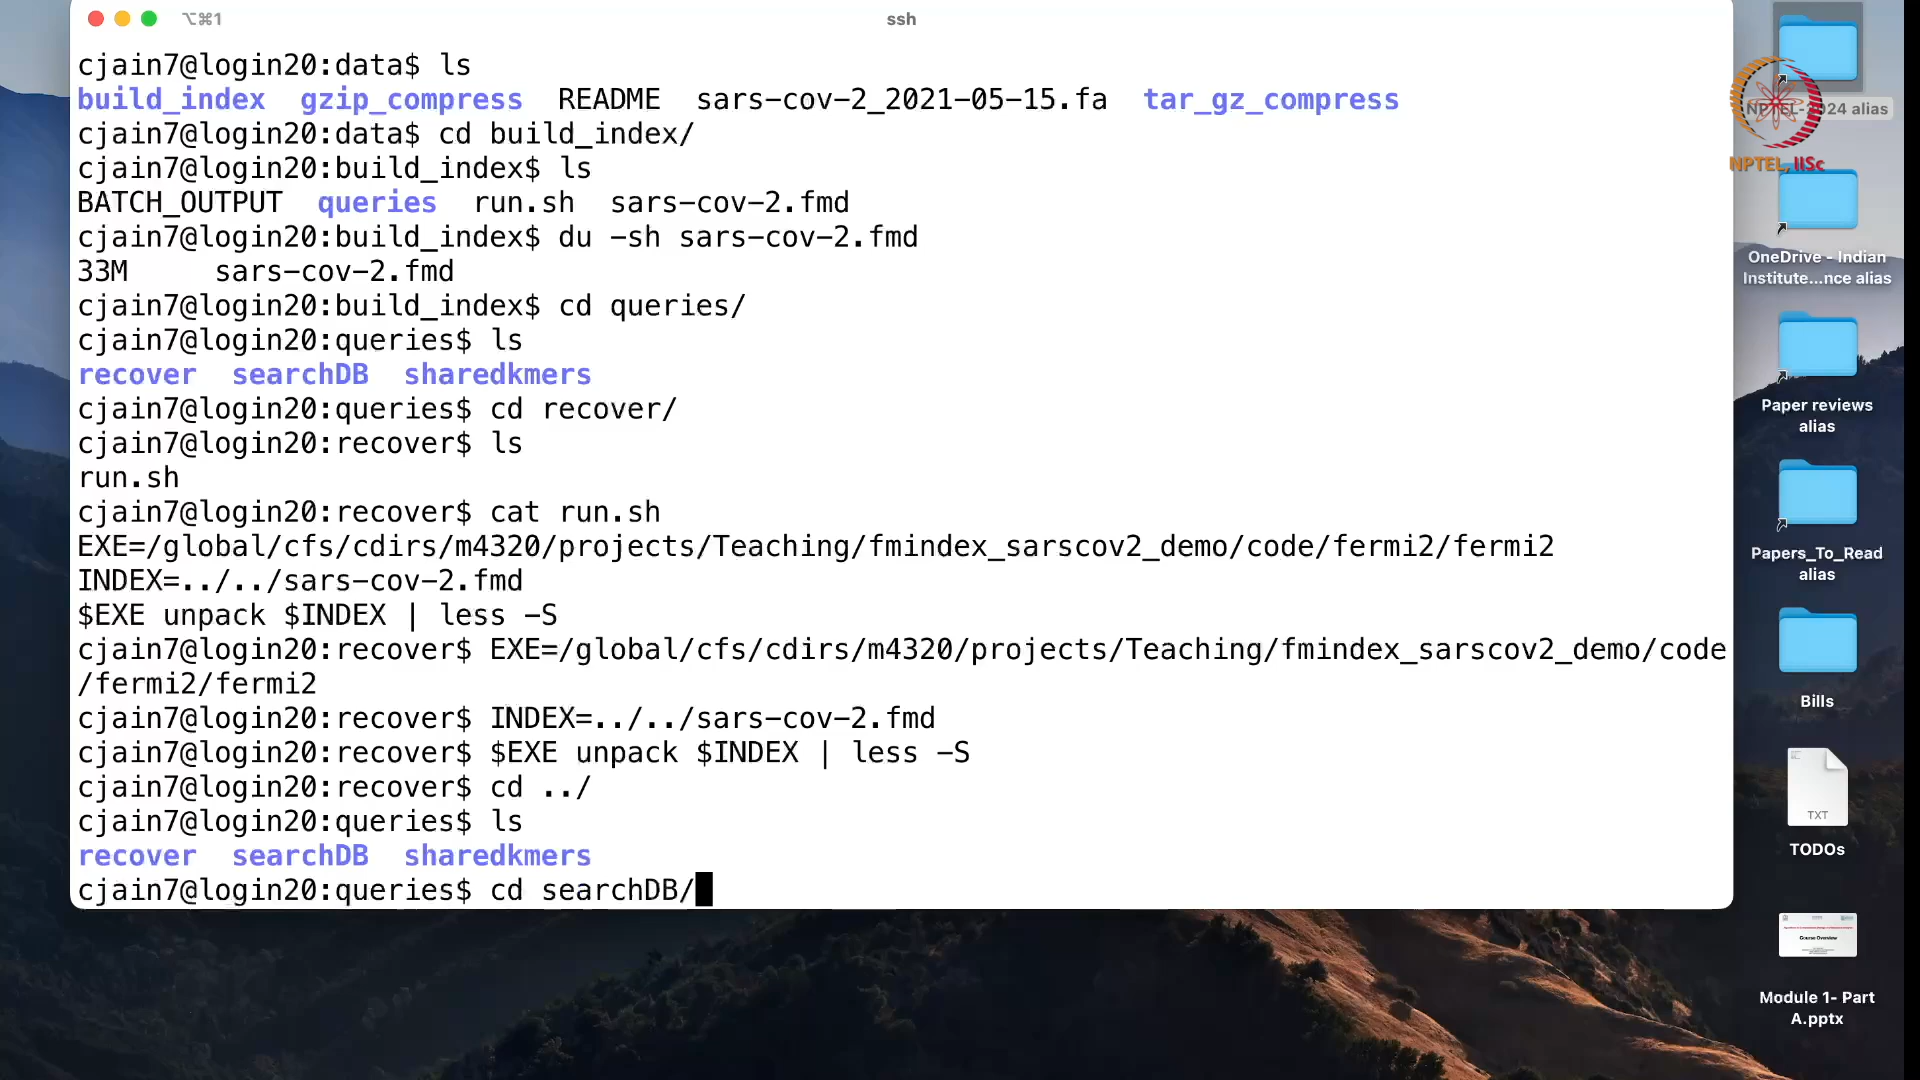 ⌥⌘1
ssh
cjain7@login20:data$ ls
build_index gzip_compress README sars-cov-2_2021-05-15.fa tar_gz_compress
cjain7@login20:data$ cd build_index/
cjain7@login20:build_index$ ls
BATCH_OUTPUT queries run.sh sars-cov-2.fmd
cjain7@login20:build_index$ du -sh sars-cov-2.fmd
33M sars-cov-2.fmd
cjain7@login20:build_index$ cd queries/
cjain7@login20:queries$ ls
recover searchDB sharedkmers
cjain7@login20:queries$ cd recover/
cjain7@login20:recover$ ls
run.sh
cjain7@login20:recover$ cat run.sh
EXE=/global/cfs/cdirs/m4320/projects/Teaching/fmindex_sarscov2_demo/code/fermi2/fermi2
INDEX=../../sars-cov-2.fmd
$EXE unpack $INDEX | less -S
cjain7@login20:recover$ EXE=/global/cfs/cdirs/m4320/projects/Teaching/fmindex_sarscov2_demo/code
/fermi2/fermi2
cjain7@login20:recover$ INDEX=../../sars-cov-2.fmd
cjain7@login20:recover$ $EXE unpack $INDEX | less -S
cjain7@login20:recover$ cd ../
cjain7@login20:queries$ ls
recover searchDB sharedkmers
cjain7@login20:queries$ cd searchDB/
NPTEL-2024 alias
NPTEL, IISc
OneDrive - Indian
Institute...nce alias
Paper reviews
alias
Papers_To_Read
alias
Bills
TXT
TODOs
Course Overview
Module 1- Part
A.pptx